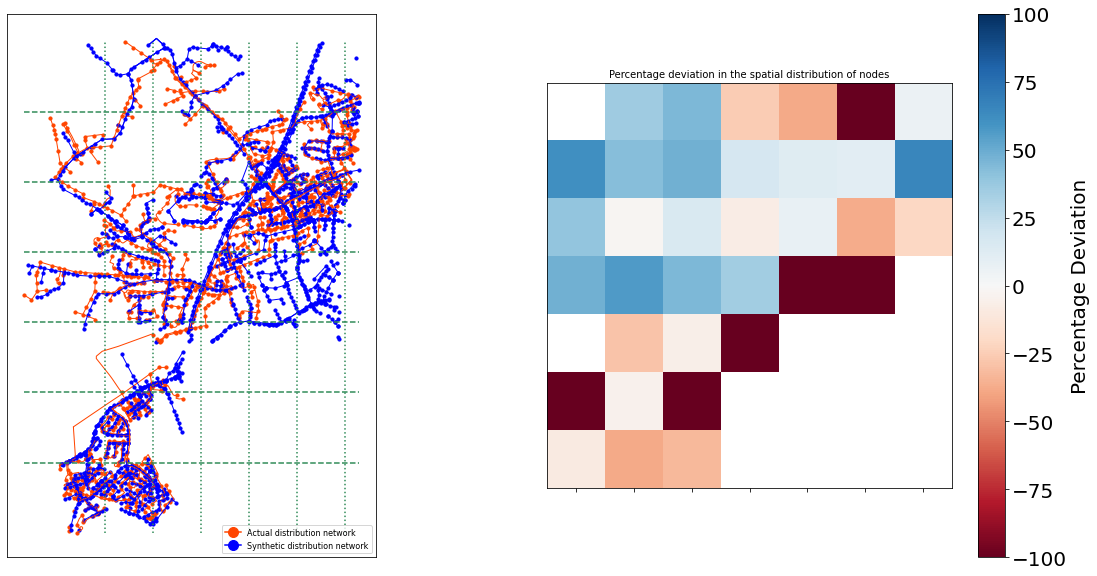 Actual distribution network
Synthetic distribution network
Percentage deviation in the spatial distribution of nodes
100
75
50
25
0
−25
−50
−75
−100
Percentage Deviation